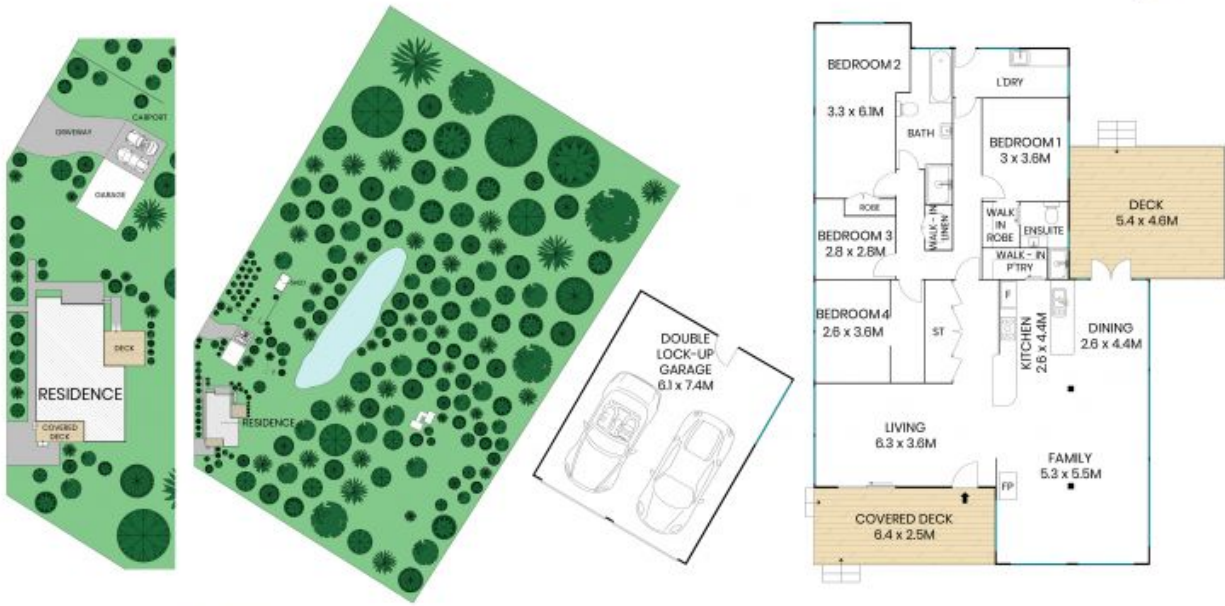 CARPORT
DRIVEWAY
GARAGE
DECK
RESIDENCE
COVERED
DECK
RESIDENCE
DOUBLE
LOCK-UP
GARAGE
6.1 x 7.4M
BEDROOM 2
3.3 x 6.1M
BATH
L'DRY
BEDROOM 1
3 x 3.6M
ROBE
WALK - IN
LINEN
WALK
IN
ROBE
ENSUITE
WALK - IN
P'TRY
BEDROOM 3
2.8 x 2.8M
DECK
5.4 x 4.6M
BEDROOM 4
2.6 x 3.6M
ST
F
KITCHEN
2.6 x 4.4M
DINING
2.6 x 4.4M
LIVING
6.3 x 3.6M
FAMILY
5.3 x 5.5M
FP
COVERED DECK
6.4 x 2.5M